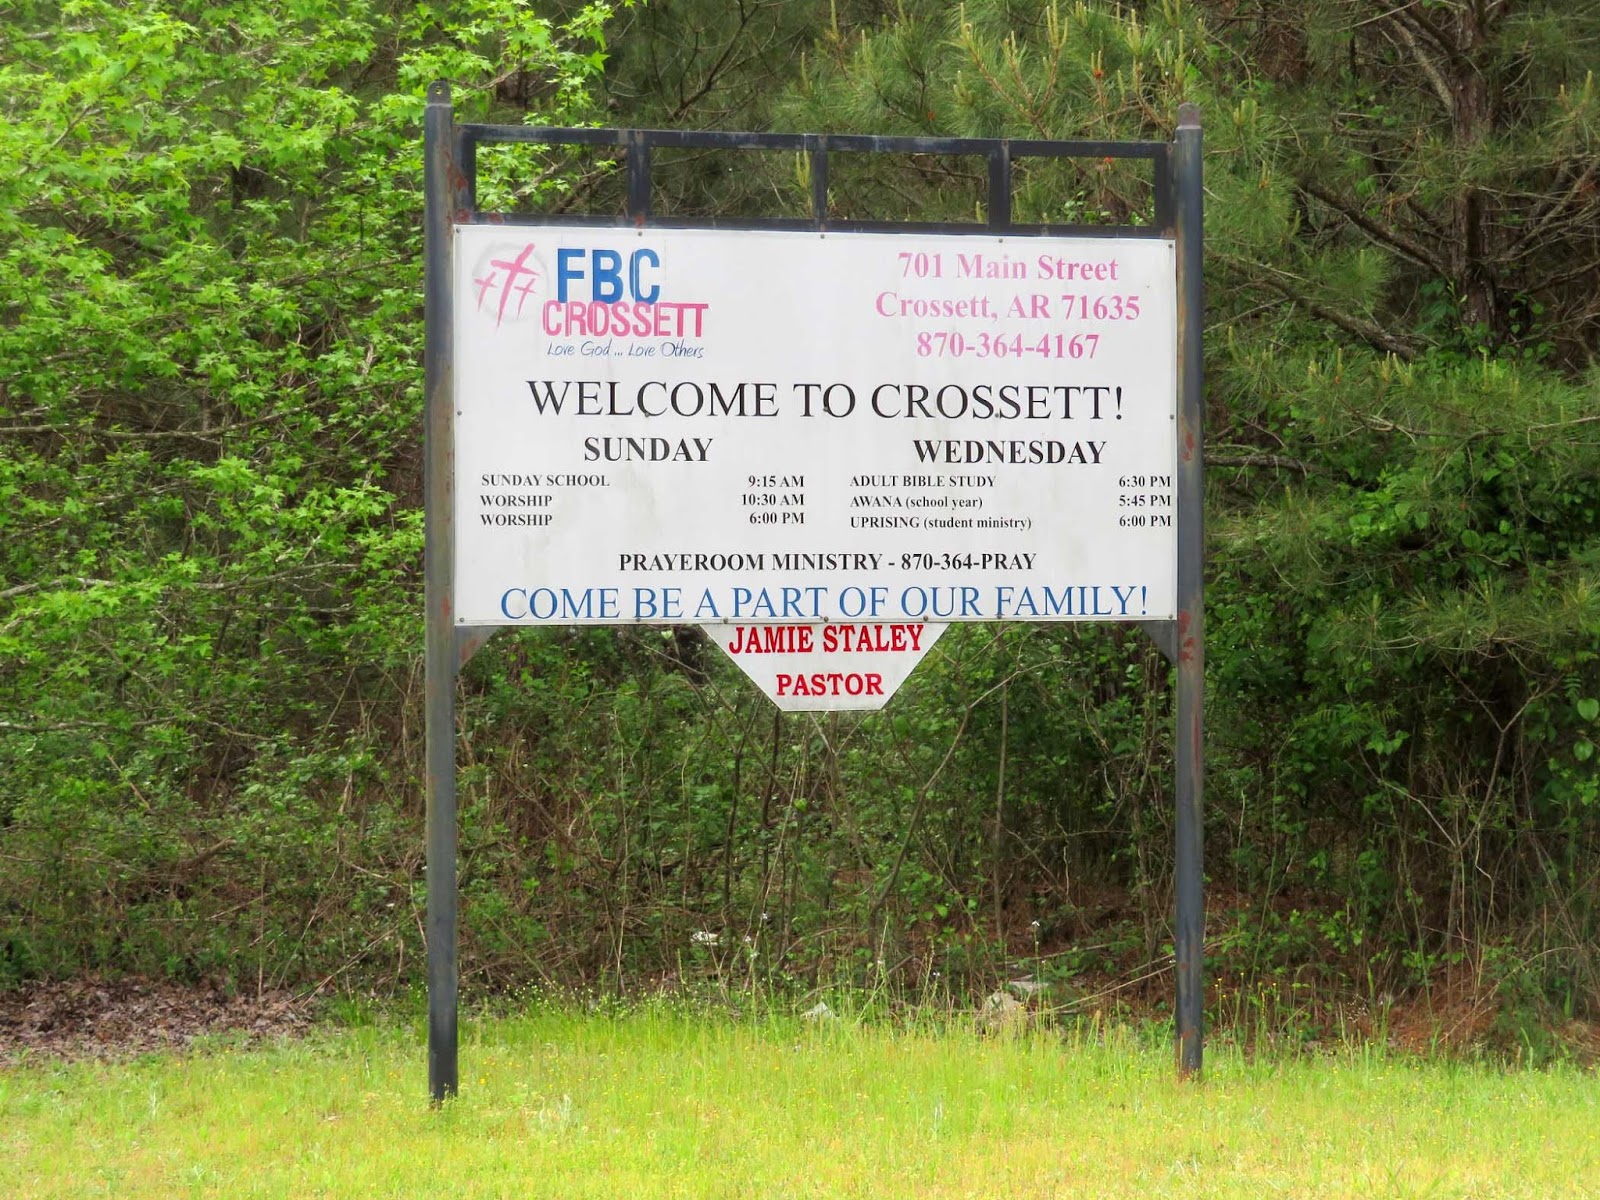 FBC
CROSSETT
Love God... Love Others
701 Main Street
Crossett, AR 71635
870-364-4167
WELCOME TO CROSSETT!
SUNDAY
SUNDAY SCHOOL 9:15 AM
WORSHIP 10:30 AM
WORSHIP 6:00 PM
WEDNESDAY
ADULT BIBLE STUDY 6:30 PM
AWANA (school year) 5:45 PM
UPRISING (student ministry) 6:00 PM
PRAYEROOM MINISTRY - 870-364-PRAY
COME BE A PART OF OUR FAMILY!
JAMIE STALEY
PASTOR